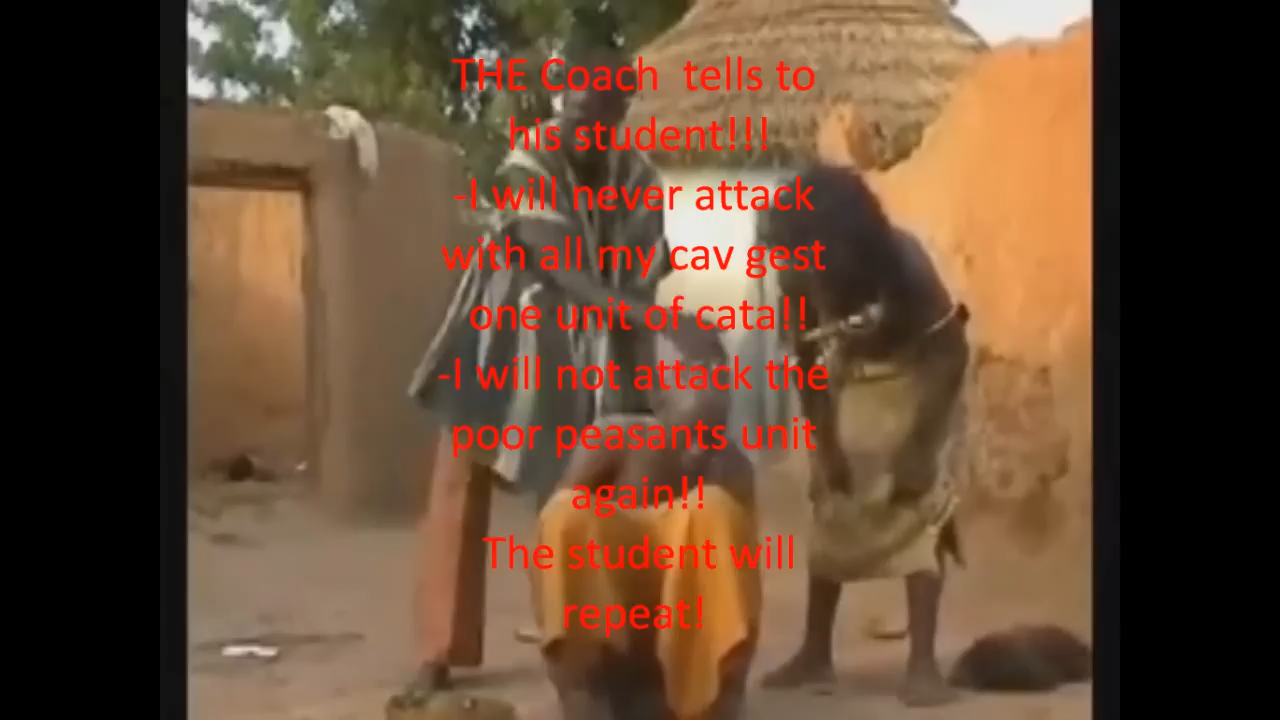 THE Coach  tells to
his student!!!
-I will never attack
with all my cav gest
one unit of cata!!
-I will not attack the
poor peasants unit
again!!
The student will
repeat!